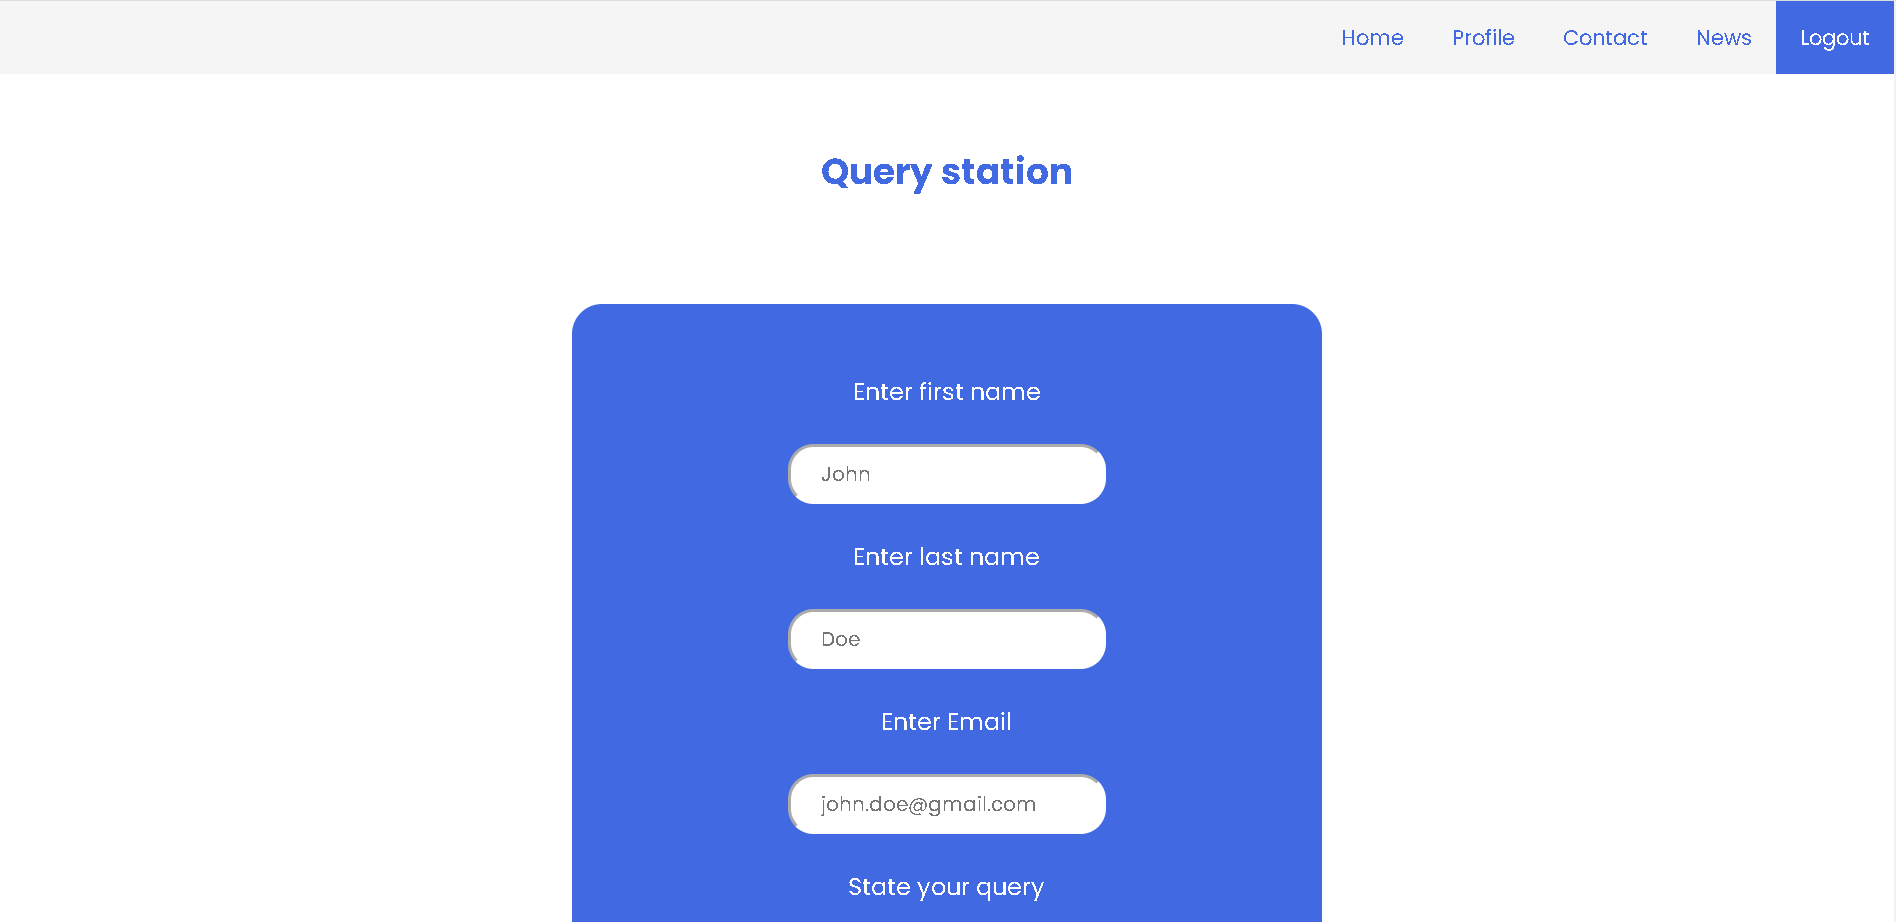 Home Profile Contact News Logout
Query station
Enter first name
John
Enter last name
Doe
Enter Email
john.doe@gmail.com
State your query